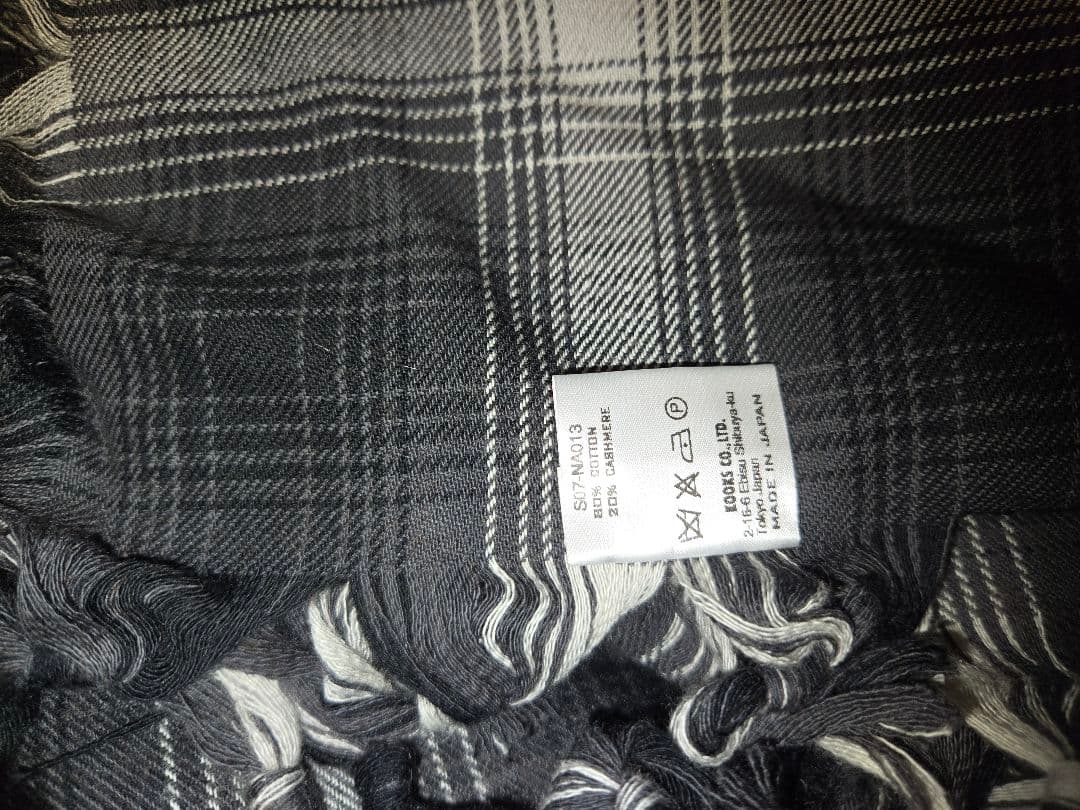 S07-NA013
80% COTTON
20% CASHMERE
P
KOOKS CO.,LTD.
2-16-6 Ebisu Shibuya-ku
Tokyo Japan
MADE IN JAPAN